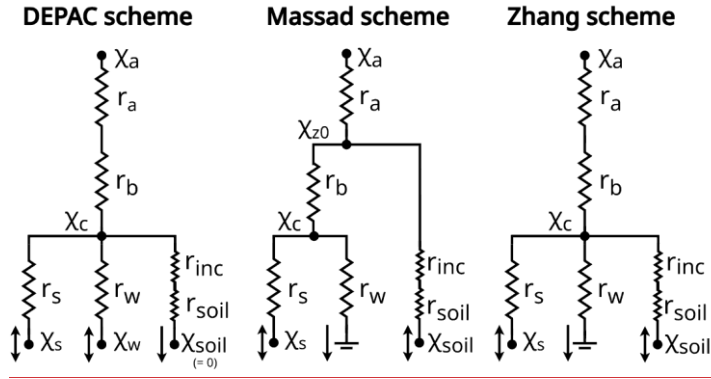 DEPAC scheme Massad scheme Zhang scheme
χa χa χa
ra ra ra
χz0
rb rb rb
χc χc χc
rinc rinc rinc
rs rw rs rw rs rw
rsoil rsoil rsoil
χs χw χsoil χs χsoil χs χsoil
(= 0)